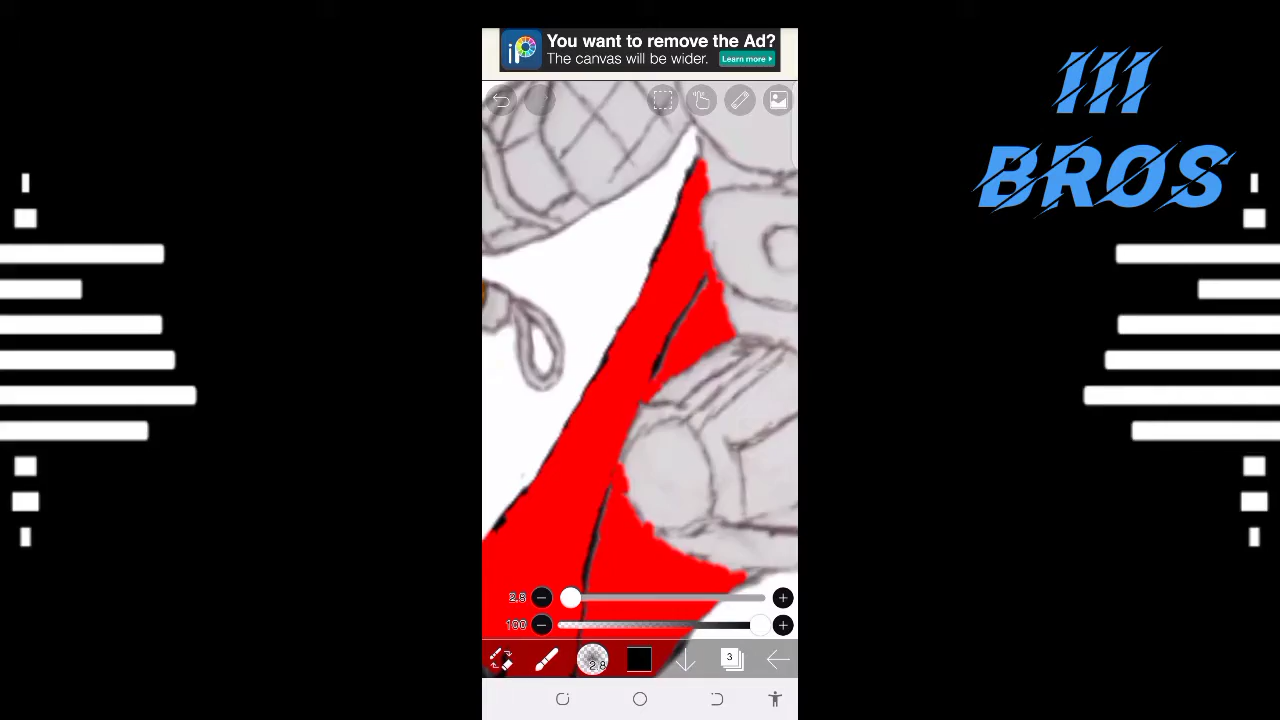 You want to remove the Ad?
The canvas will be wider.
Learn more
III
BROS
2.8
100
2.8
3